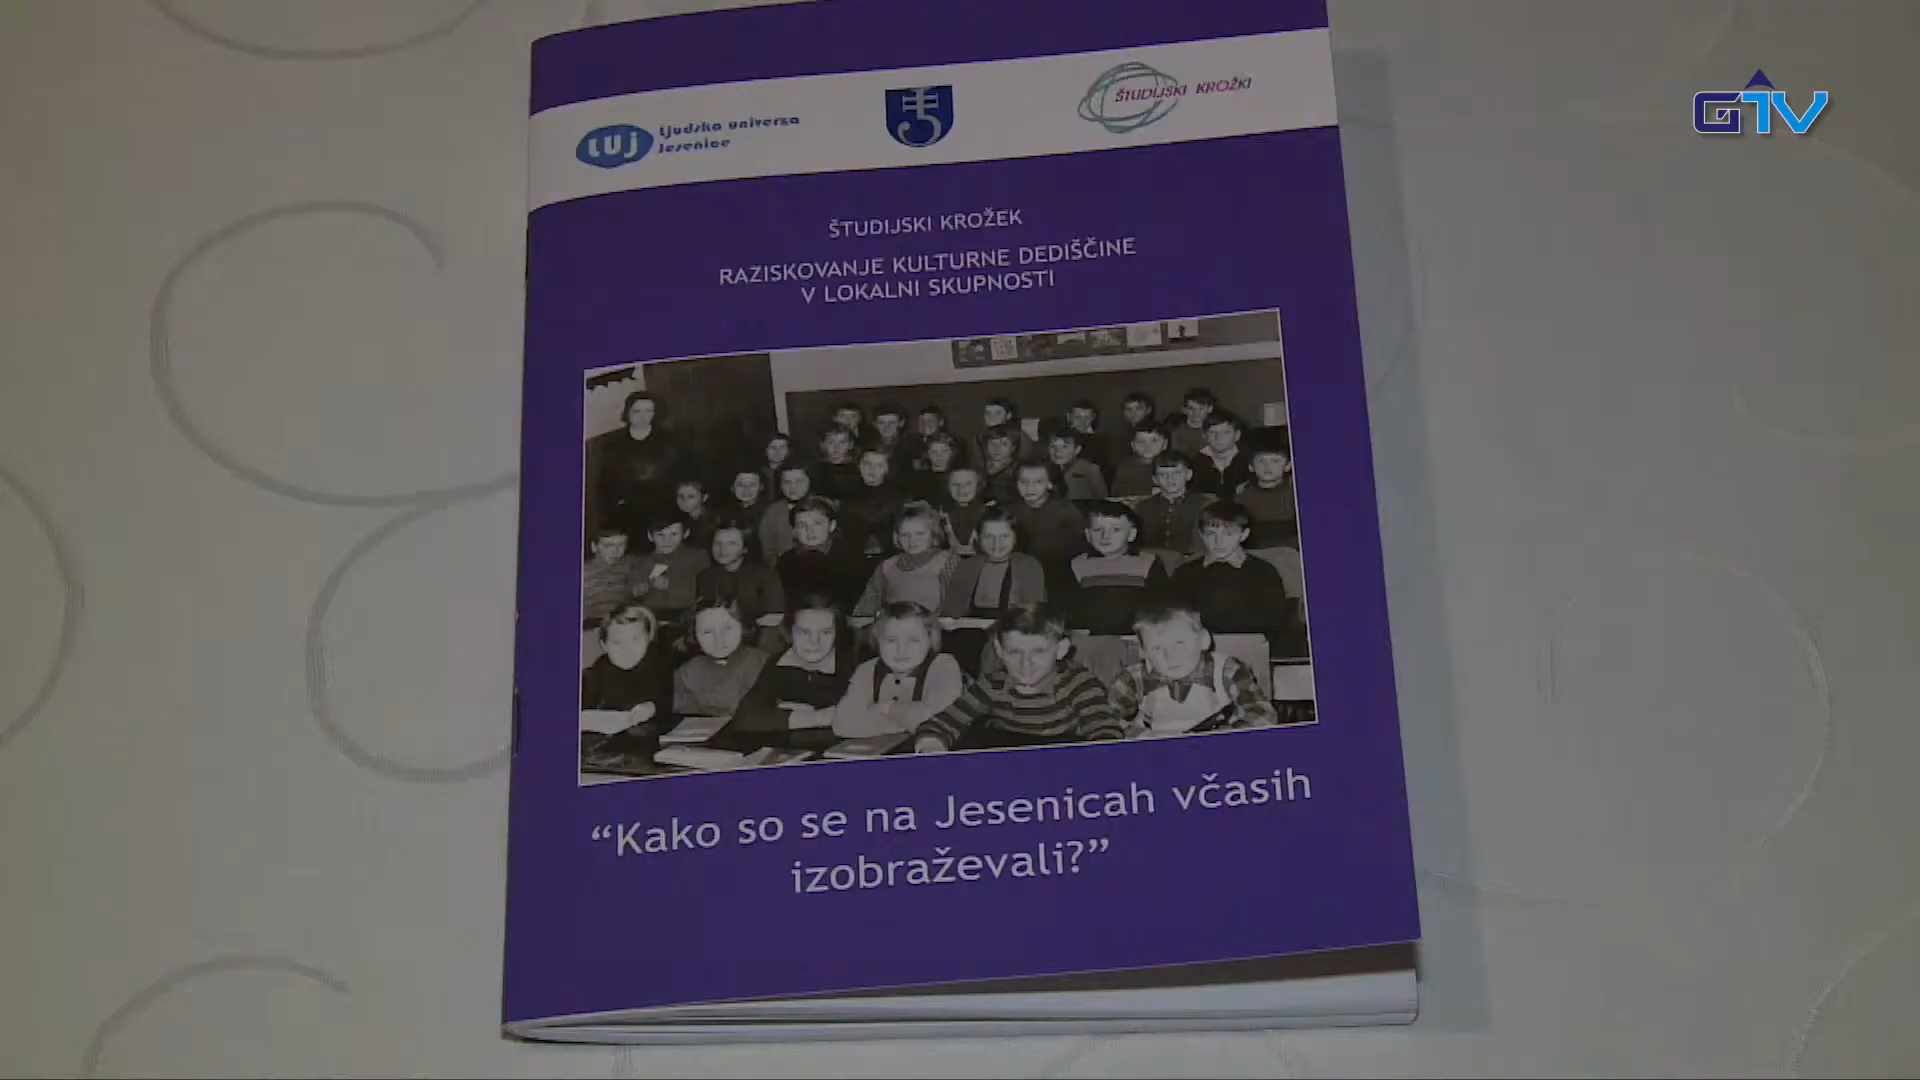 GTV
LUJ Ljudska univerza
Jesenice
ŠTUDIJSKI KROŽKI
ŠTUDIJSKI KROŽEK
RAZISKOVANJE KULTURNE DEDIŠČINE
V LOKALNI SKUPNOSTI
“Kako so se na Jesenicah včasih
izobraževali?”